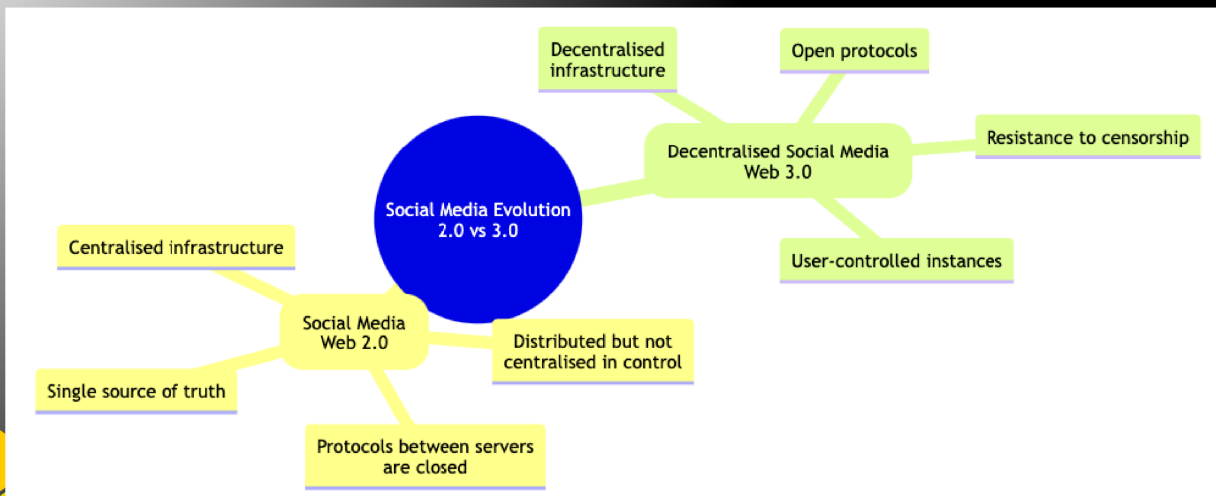 Social Media Evolution
2.0 vs 3.0
Decentralised Social Media
Web 3.0
Decentralised
infrastructure
Open protocols
Resistance to censorship
User-controlled instances
Social Media
Web 2.0
Centralised infrastructure
Single source of truth
Protocols between servers
are closed
Distributed but not
centralised in control